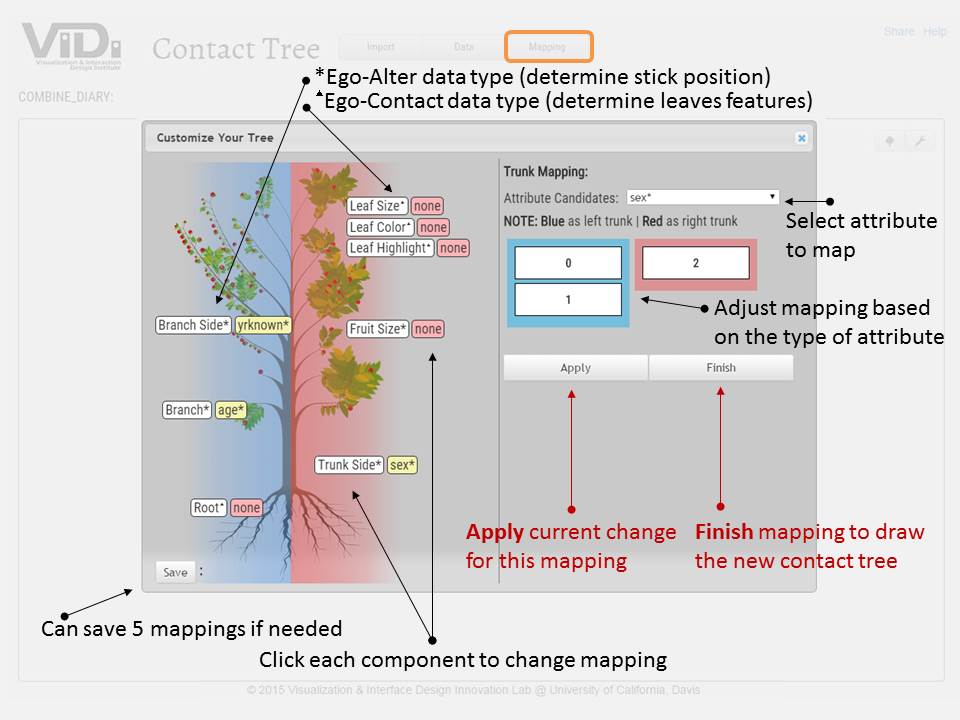 ViDi
Visualization & Interaction
Design Institute
Contact Tree
Import
Data
Mapping
Share Help
COMBINE_DIARY:
*Ego-Alter data type (determine stick position)
▲Ego-Contact data type (determine leaves features)
Customize Your Tree
Leaf Size▲ none
Leaf Color▲ none
Leaf Highlight▲ none
Branch Side* yrknown*
Fruit Size* none
Branch* age*
Trunk Side* sex*
Root▲ none
Save :
Trunk Mapping:
Attribute Candidates: sex*
NOTE: Blue as left trunk | Red as right trunk
0
2
1
Apply
Finish
Select attribute
to map
Adjust mapping based
on the type of attribute
Apply current change
for this mapping
Finish mapping to draw
the new contact tree
Can save 5 mappings if needed
Click each component to change mapping
© 2015 Visualization & Interface Design Innovation Lab @ University of California, Davis